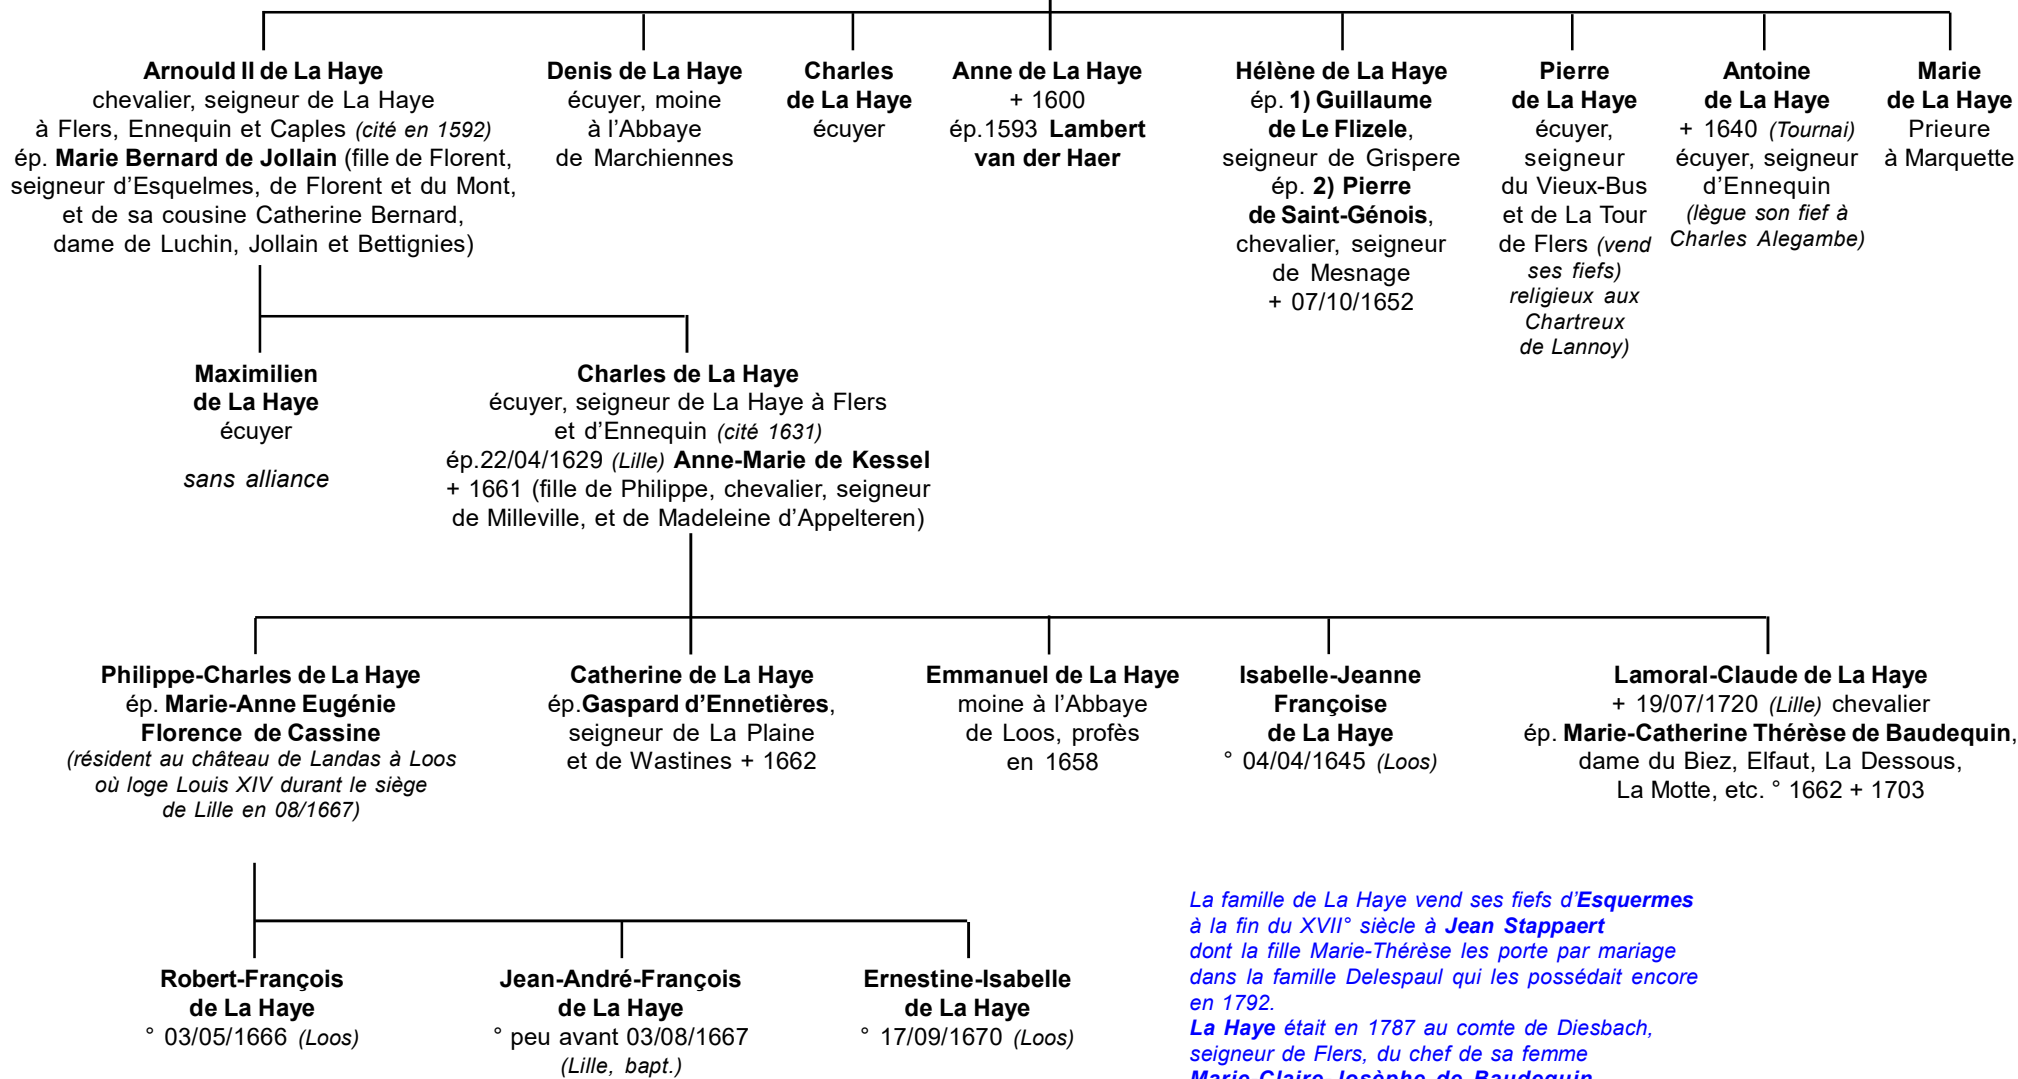 Arnould II de La Haye
chevalier, seigneur de La Haye
à Flers, Ennequin et Caples (cité en 1592)
ép. Marie Bernard de Jollain (fille de Florent,
seigneur d'Esquelmes, de Florent et du Mont,
et de sa cousine Catherine Bernard,
dame de Luchin, Jollain et Bettignies)
Denis de La Haye
écuyer, moine
à l'Abbaye
de Marchiennes
Charles
de La Haye
écuyer
Anne de La Haye
+ 1600
ép.1593 Lambert
van der Haer
Hélène de La Haye
ép. 1) Guillaume
de Le Flizele,
seigneur de Grispere
ép. 2) Pierre
de Saint-Génois,
chevalier, seigneur
de Mesnage
+ 07/10/1652
Pierre
de La Haye
écuyer,
seigneur
du Vieux-Bus
et de La Tour
de Flers (vend
ses fiefs)
religieux aux
Chartreux
de Lannoy)
Antoine
de La Haye
+ 1640 (Tournai)
écuyer, seigneur
d'Ennequin
(lègue son fief à
Charles Alegambe)
Marie
de La Haye
Prieure
à Marquette
Maximilien
de La Haye
écuyer
sans alliance
Charles de La Haye
écuyer, seigneur de La Haye à Flers
et d'Ennequin (cité 1631)
ép.22/04/1629 (Lille) Anne-Marie de Kessel
+ 1661 (fille de Philippe, chevalier, seigneur
de Milleville, et de Madeleine d'Appelteren)
Philippe-Charles de La Haye
ép. Marie-Anne Eugénie
Florence de Cassine
(résident au château de Landas à Loos
où loge Louis XIV durant le siège
de Lille en 08/1667)
Catherine de La Haye
ép.Gaspard d'Ennetières,
seigneur de La Plaine
et de Wastines + 1662
Emmanuel de La Haye
moine à l'Abbaye
de Loos, profès
en 1658
Isabelle-Jeanne
Françoise
de La Haye
° 04/04/1645 (Loos)
Lamoral-Claude de La Haye
+ 19/07/1720 (Lille) chevalier
ép. Marie-Catherine Thérèse de Baudequin,
dame du Biez, Elfaut, La Dessous,
La Motte, etc. ° 1662 + 1703
Robert-François
de La Haye
° 03/05/1666 (Loos)
Jean-André-François
de La Haye
° peu avant 03/08/1667
(Lille, bapt.)
Ernestine-Isabelle
de La Haye
° 17/09/1670 (Loos)
La famille de La Haye vend ses fiefs d'Esquermes
à la fin du XVII° siècle à Jean Stappaert
dont la fille Marie-Thérèse les porte par mariage
dans la famille Delespaul qui les possédait encore
en 1792.
La Haye était en 1787 au comte de Diesbach,
seigneur de Flers, du chef de sa femme
Marie-Claire Josèphe de Baudequin